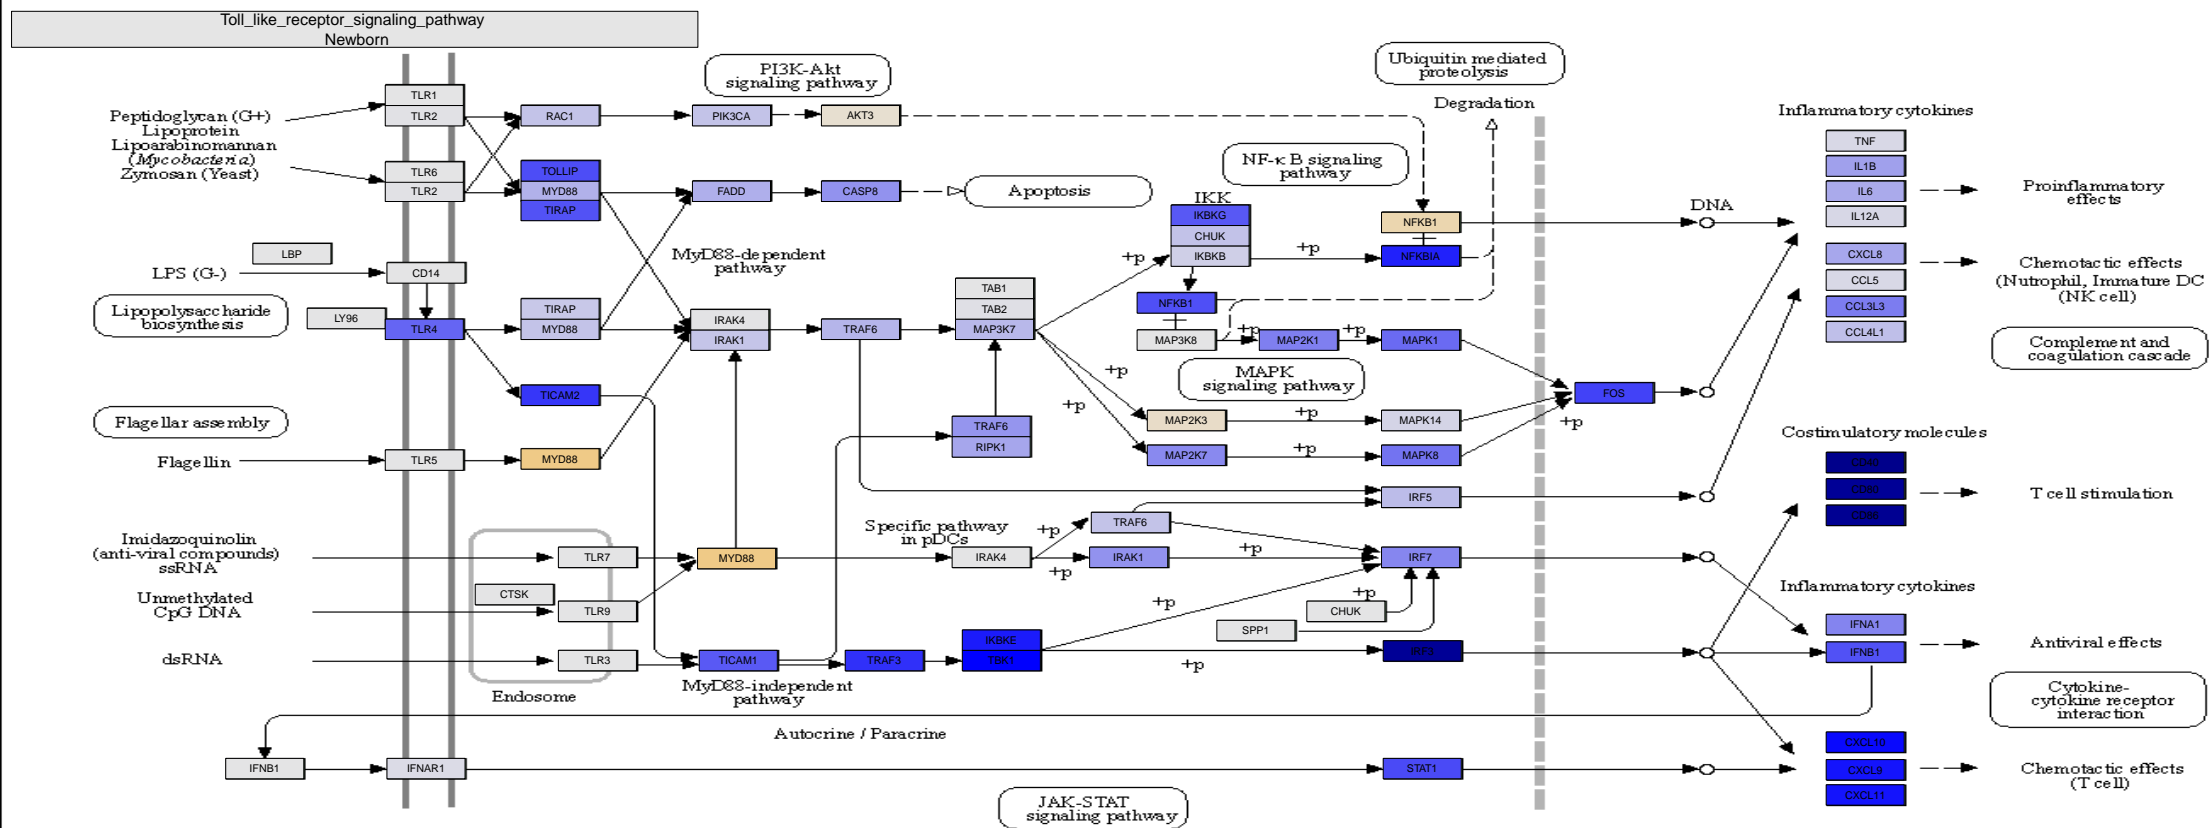 Toll_like_receptor_signaling_pathway
Newborn
PI3K-Akt
signaling pathway
Ubiquitin mediated
proteolysis
Degradation
Inflammatory cytokines
Peptidoglycan (G+)
Lipoprotein
Lipoarabinomannan
(Mycobacteria)
Zymosan (Yeast)
TLR1
TLR2
RAC1
PIK3CA
AKT3
TLR6
TLR2
TOLLIP
MYD88
TIRAP
FADD
CASP8
Apoptosis
NF-κ B signaling
pathway
IKK
IKBKG
CHUK
IKBKB
+p
+p
NFKB1
NFKBIA
DNA
TNF
IL1B
IL6
IL12A
Proinflammatory
effects
CXCL8
CCL5
CCL3L3
CCL4L1
Chemotactic effects
(Nutrophil, Immature DC
(NK cell)
LBP
LPS (G-)
CD14
MyD88-dependent
pathway
Lipopolysaccharide
biosynthesis
LY96
TLR4
TIRAP
MYD88
IRAK4
IRAK1
TRAF6
TAB1
TAB2
MAP3K7
NFKB1
MAP3K8
+p
MAP2K1
+p
MAPK1
Complement and
coagulation cascade
MAPK
signaling pathway
TICAM2
+p
+p
+p
FOS
+p
Flagellar assembly
Flagellin
TLR5
MYD88
TRAF6
RIPK1
MAP2K3
+p
MAPK14
MAP2K7
+p
MAPK8
Costimulatory molecules
T cell stimulation
IRF5
Specific pathway
in pDCs
+p
TRAF6
Imidazoquinolin
(anti-viral compounds)
ssRNA
TLR7
MYD88
IRAK4
+p
IRAK1
+p
IRF7
Unmethylated
CpG DNA
CTSK
TLR9
+p
+p
CHUK
SPP1
Inflammatory cytokines
IFNA1
IFNB1
Antiviral effects
dsRNA
TLR3
TICAM1
TRAF3
IKBKE
TBK1
+p
IRF3
Endosome
MyD88-independent
pathway
Cytokine-
cytokine receptor
interaction
Autocrine / Paracrine
IFNB1
IFNAR1
STAT1
CXCL10
CXCL9
CXCL11
Chemotactic effects
(T cell)
JAK-STAT
signaling pathway